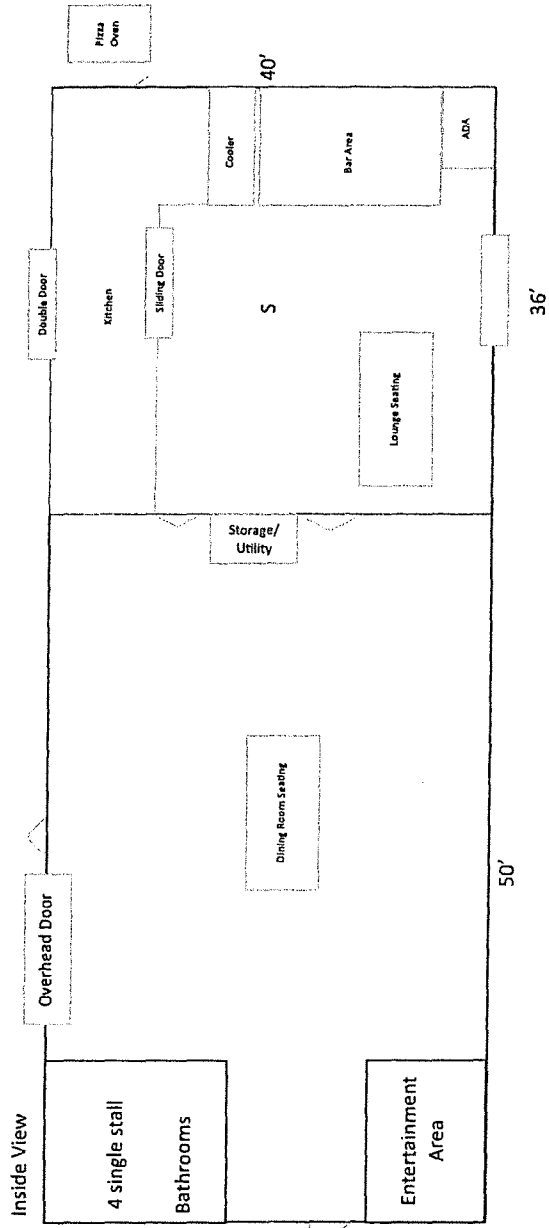 Inside View
4 single stall
Bathrooms
Overhead Door
Entertainment
Area
Dining Room Seating
50'
Storage/
Utility
Double Door
Kitchen
Sliding Door
S
Lounge Seating
36'
Cooler
Bar Area
ADA
40'
Pizza
Oven